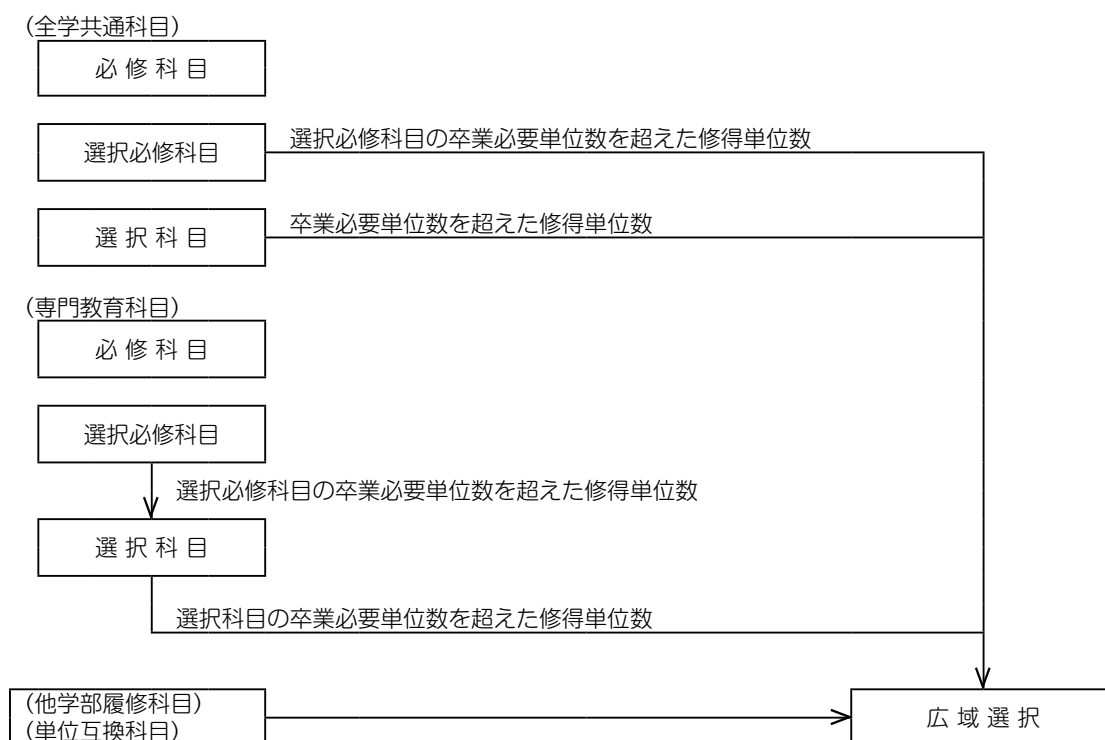 (全学共通科目)
必修科目
選択必修科目
選択必修科目の卒業必要単位数を超えた修得単位数
選択科目
卒業必要単位数を超えた修得単位数
(専門教育科目)
必修科目
選択必修科目
選択必修科目の卒業必要単位数を超えた修得単位数
選択科目
選択科目の卒業必要単位数を超えた修得単位数
(他学部履修科目)
(単位互換科目)
広域選択